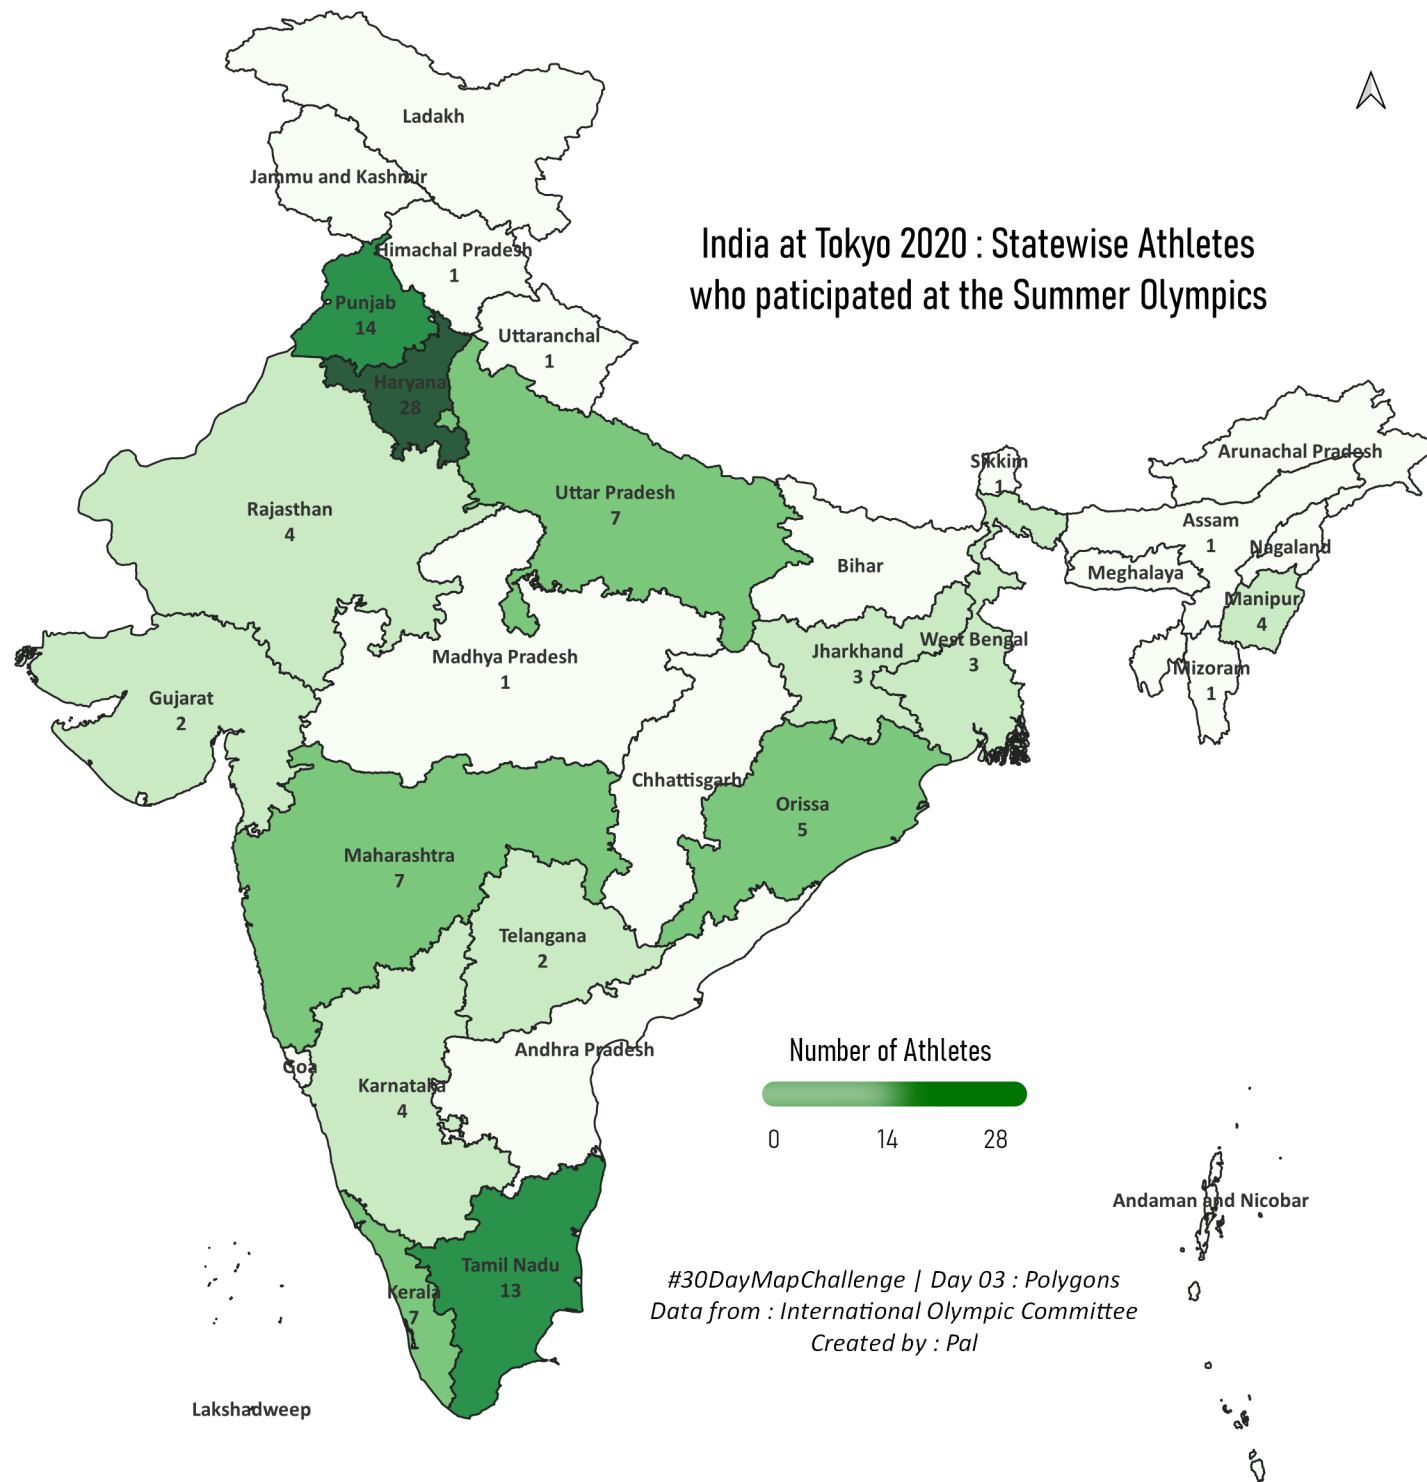 Ladakh
Jammu and Kashmir
Himachal Pradesh
1
India at Tokyo 2020 : Statewise Athletes
who paticipated at the Summer Olympics
Punjab
14
Uttaranchal
1
Haryana
28
Rajasthan
4
Uttar Pradesh
7
Sikkim
1
Arunachal Pradesh
Assam
1
Nagaland
Bihar
Meghalaya
Manipur
4
Madhya Pradesh
1
Jharkhand
3
West Bengal
3
Mizoram
1
Gujarat
2
Chhattisgarh
Orissa
5
Maharashtra
7
Telangana
2
Goa
Andhra Pradesh
Karnataka
4
Number of Athletes
0 14 28
Andaman and Nicobar
Tamil Nadu
13
Kerala
7
#30DayMapChallenge | Day 03 : Polygons
Data from : International Olympic Committee
Created by : Pal
Lakshadweep